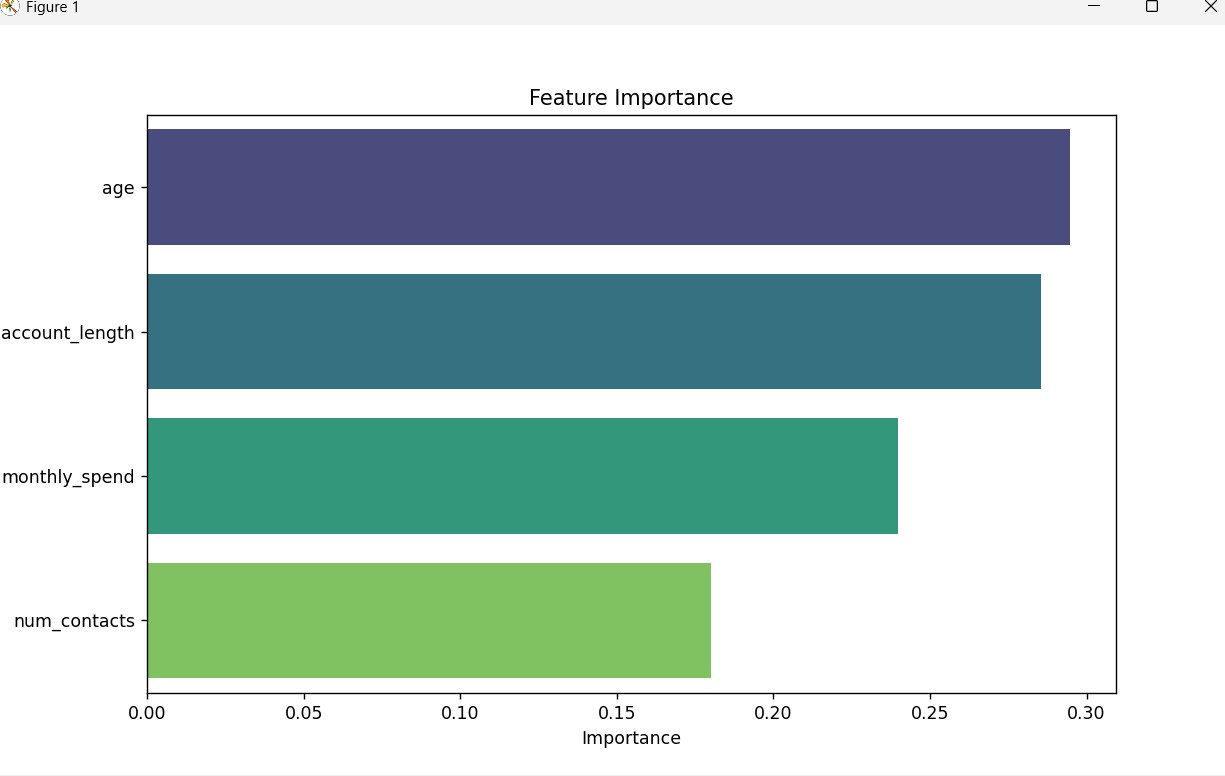 Figure 1
Feature Importance
age
account_length
monthly_spend
num_contacts
0.00 0.05 0.10 0.15 0.20 0.25 0.30
Importance